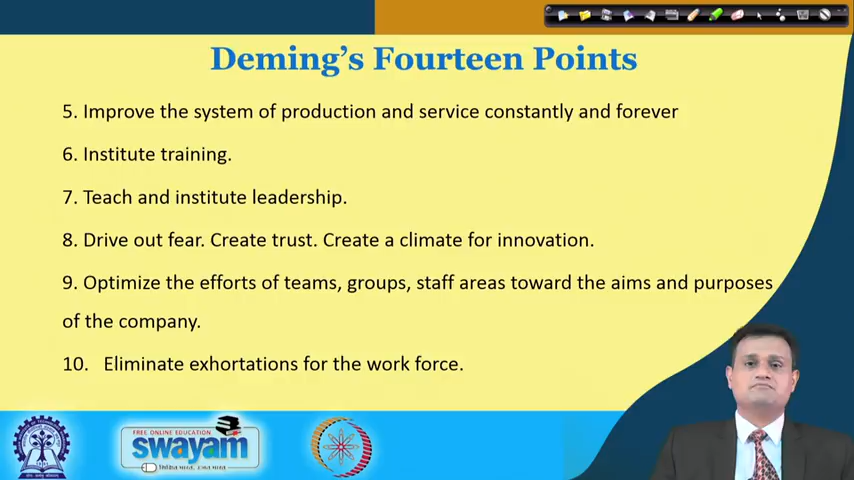 Deming's Fourteen Points
5. Improve the system of production and service constantly and forever
6. Institute training.
7. Teach and institute leadership.
8. Drive out fear. Create trust. Create a climate for innovation.
9. Optimize the efforts of teams, groups, staff areas toward the aims and purposes
of the company.
10. Eliminate exhortations for the work force.
FREE ONLINE EDUCATION
swayam